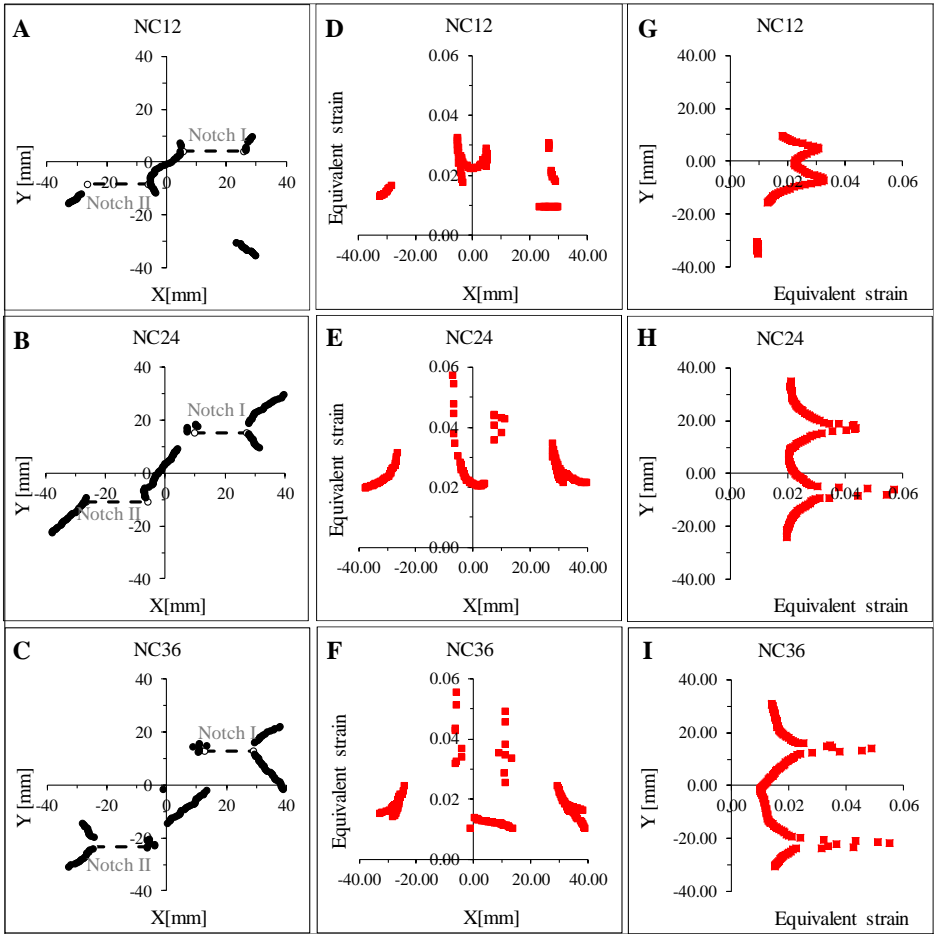 A
NC12
40
20
Notch I
0
-40
-20
0
20
40
Notch II
-20
-40
Y [mm]
X[mm]
D
NC12
0.06
0.04
0.02
0.00
-40.00
-20.00
0.00
20.00
40.00
Equivalent strain
X[mm]
G
NC12
40.00
20.00
0.00
0.00
0.02
0.04
0.06
-20.00
-40.00
Y [mm]
Equivalent strain
B
NC24
40
20
Notch I
0
-40
-20
0
20
40
Notch II
-20
-40
Y [mm]
X[mm]
E
NC24
0.06
0.04
0.02
0.00
-40.00
-20.00
0.00
20.00
40.00
Equivalent strain
X[mm]
H
NC24
40.00
20.00
0.00
0.00
0.02
0.04
0.06
-20.00
-40.00
Y [mm]
Equivalent strain
C
NC36
40
20
Notch I
0
-40
-20
0
20
40
-20
Notch II
-40
Y [mm]
X[mm]
F
NC36
0.06
0.04
0.02
0.00
-40.00
-20.00
0.00
20.00
40.00
Equivalent strain
X[mm]
I
NC36
40.00
20.00
0.00
0.00
0.02
0.04
0.06
-20.00
-40.00
Y [mm]
Equivalent strain